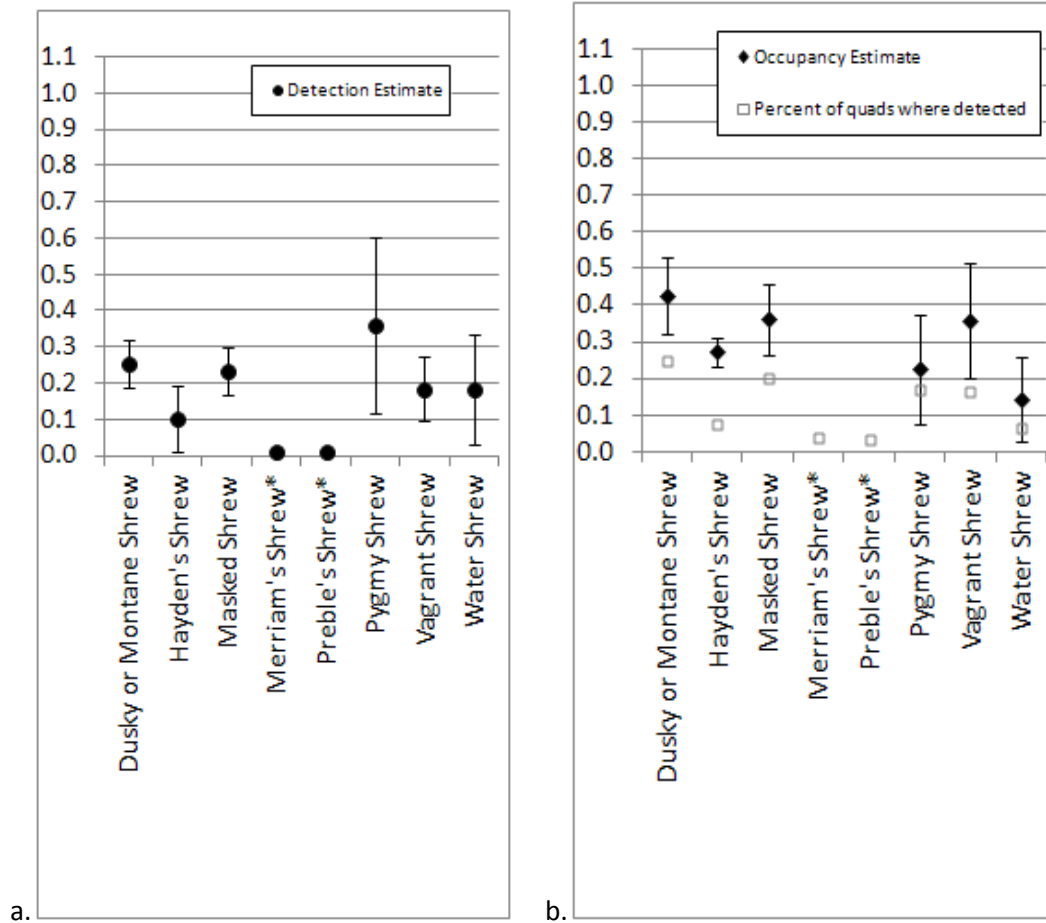 1.1
1.0
0.9
0.8
0.7
0.6
0.5
0.4
0.3
0.2
0.1
0.0
Detection Estimate
Dusky or Montane Shrew
Hayden's Shrew
Masked Shrew
Merriam's Shrew*
Preble's Shrew*
Pygmy Shrew
Vagrant Shrew
Water Shrew
a.
1.1
1.0
0.9
0.8
0.7
0.6
0.5
0.4
0.3
0.2
0.1
0.0
Occupancy Estimate
Percent of quads where detected
Dusky or Montane Shrew
Hayden's Shrew
Masked Shrew
Merriam's Shrew*
Preble's Shrew*
Pygmy Shrew
Vagrant Shrew
Water Shrew
b.